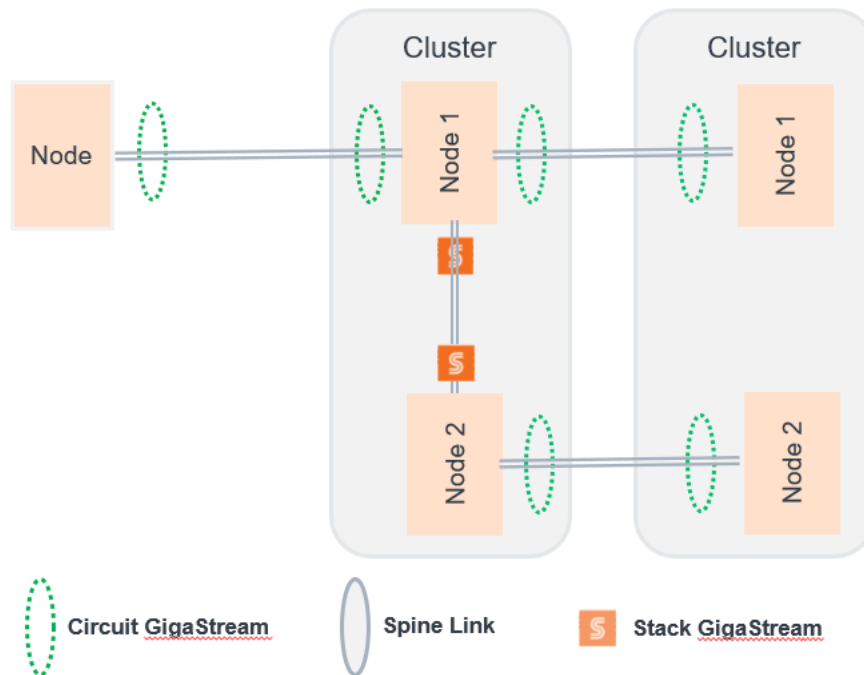 Cluster
Cluster
Node
Node 1
Node 1
S
S
Node 2
Node 2
Circuit GigaStream
Spine Link
S
Stack GigaStream